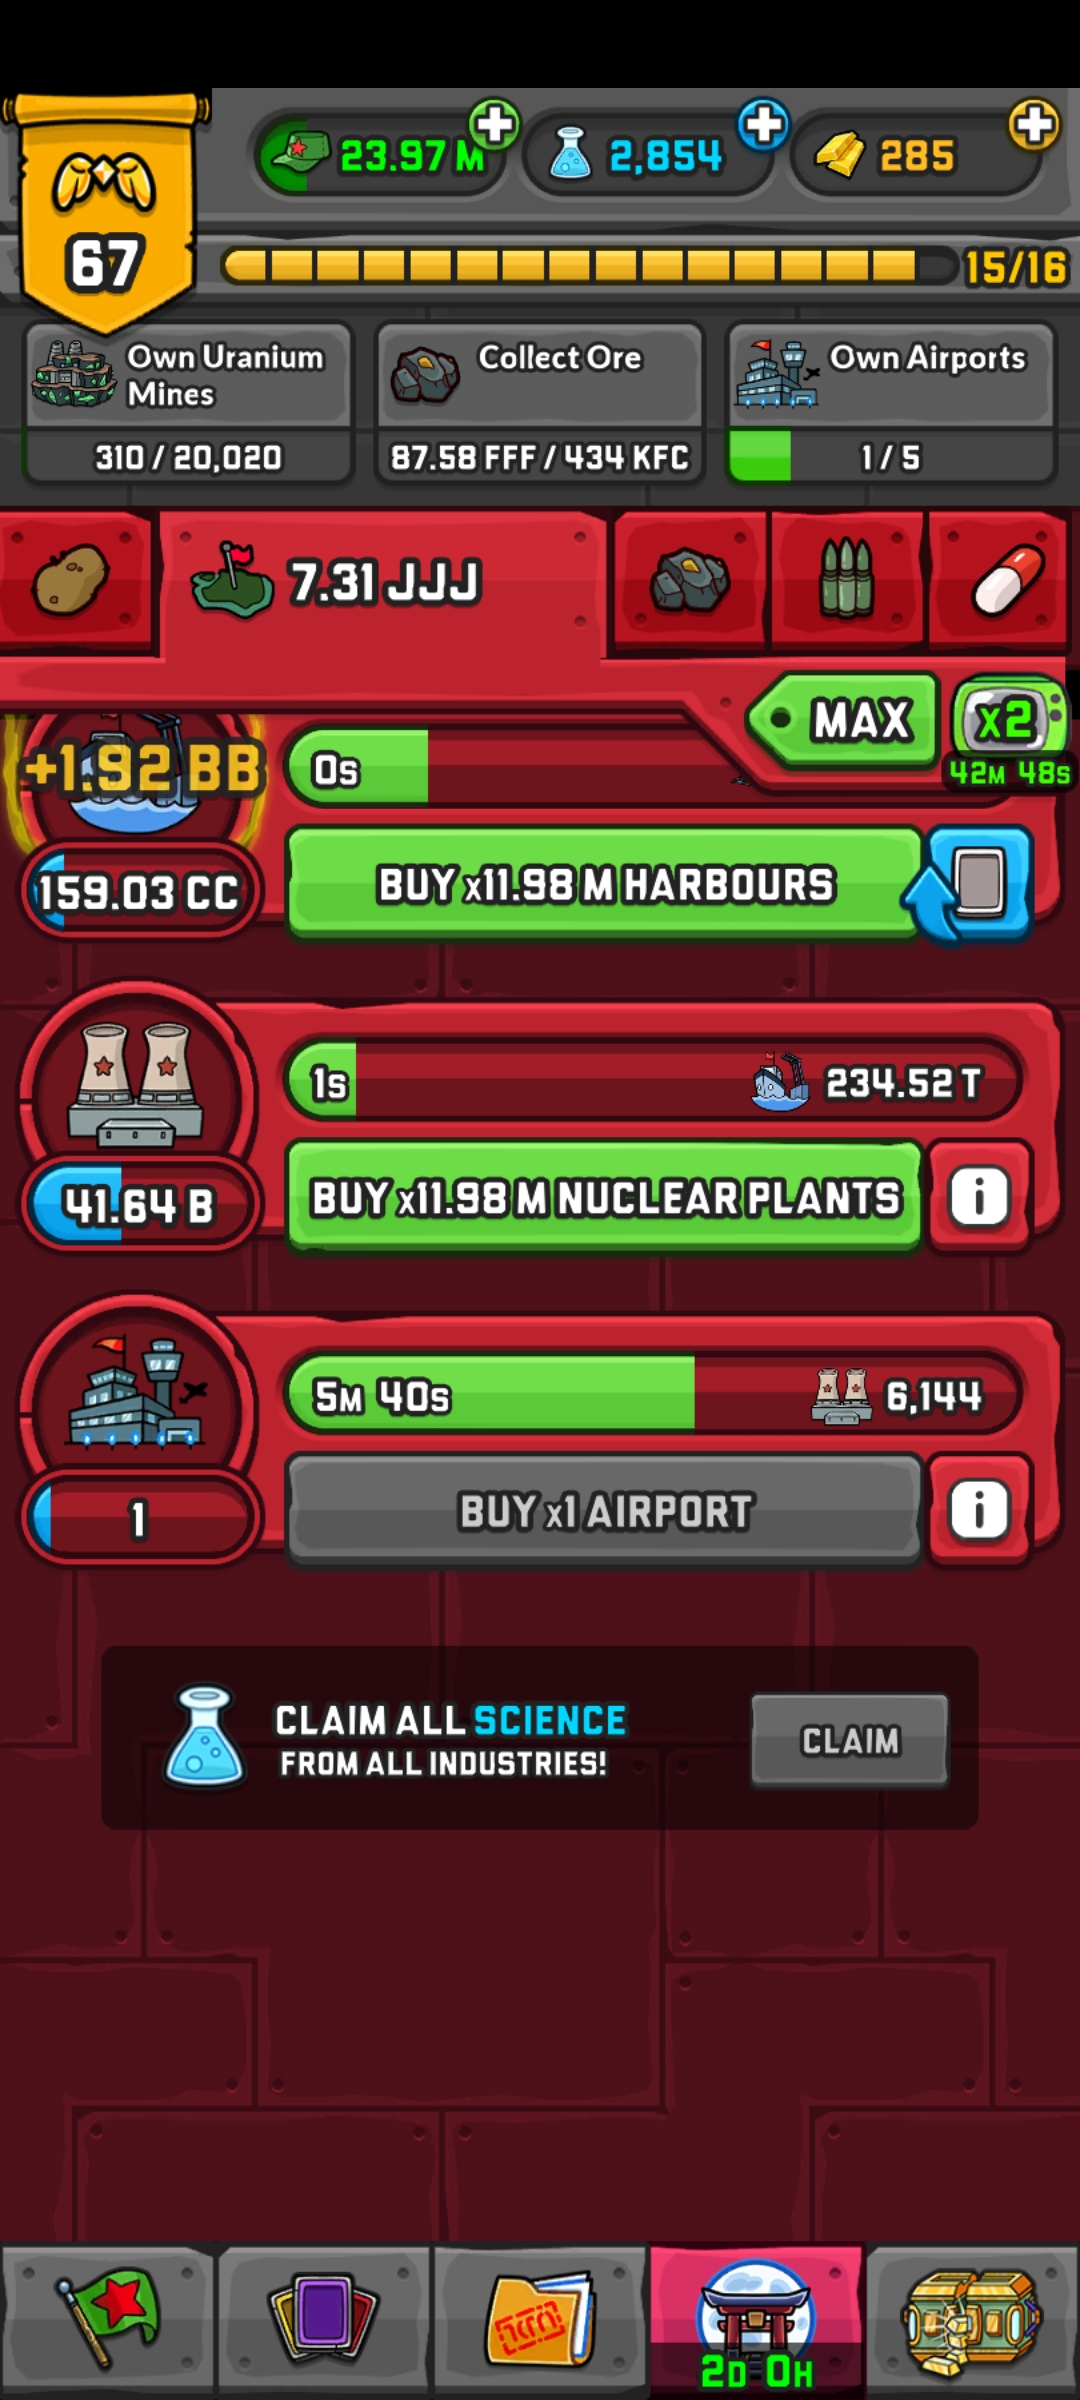 23.97 M
2,854
285
67
15/16
Own Uranium
Mines
310 / 20,020
Collect Ore
87.58 FFF / 434 KFC
Own Airports
1 / 5
7.31 JJJ
MAX
x2
42M 48S
+1.92 BB
0s
159.03 CC
BUY x11.98 M HARBOURS
1s
234.52 T
41.64 B
BUY x11.98 M NUCLEAR PLANTS
i
5M 40s
6,144
1
BUY x1 AIRPORT
i
CLAIM ALL SCIENCE
FROM ALL INDUSTRIES!
CLAIM
2D 0H